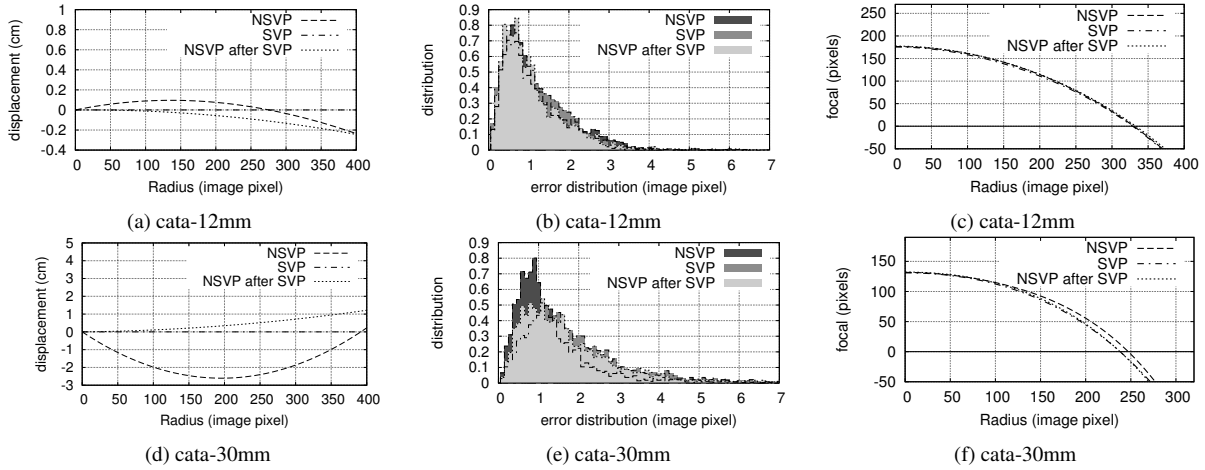 displacement (cm)
1
0.8
0.6
0.4
0.2
0
-0.2
-0.4
NSVP
SVP
NSVP after SVP
0 50 100 150 200 250 300 350 400
Radius (image pixel)
(a) cata-12mm
distribution
0.9
0.8
0.7
0.6
0.5
0.4
0.3
0.2
0.1
0
NSVP
SVP
NSVP after SVP
0 1 2 3 4 5 6 7
error distribution (image pixel)
(b) cata-12mm
focal (pixels)
250
200
150
100
50
0
-50
NSVP
SVP
NSVP after SVP
0 50 100 150 200 250 300 350 400
Radius (image pixel)
(c) cata-12mm
displacement (cm)
5
4
3
2
1
0
-1
-2
-3
NSVP
SVP
NSVP after SVP
0 50 100 150 200 250 300 350 400
Radius (image pixel)
(d) cata-30mm
distribution
0.9
0.8
0.7
0.6
0.5
0.4
0.3
0.2
0.1
0
NSVP
SVP
NSVP after SVP
0 1 2 3 4 5 6 7
error distribution (image pixel)
(e) cata-30mm
focal (pixels)
150
100
50
0
-50
NSVP
SVP
NSVP after SVP
0 50 100 150 200 250 300
Radius (image pixel)
(f) cata-30mm